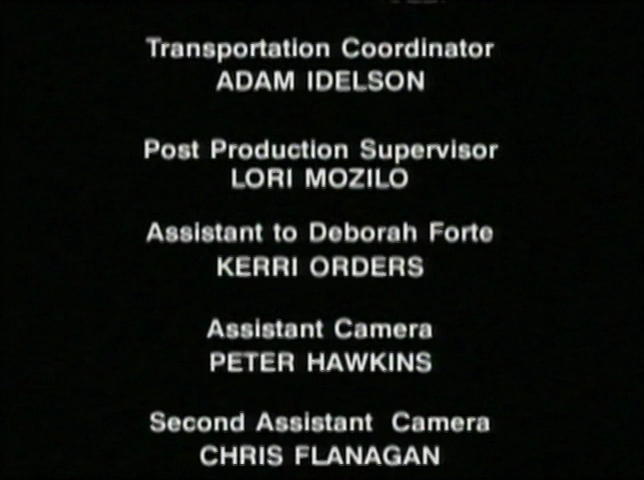 Transportation Coordinator
ADAM IDELSON
Post Production Supervisor
LORI MOZILO
Assistant to Deborah Forte
KERRI ORDERS
Assistant Camera
PETER HAWKINS
Second Assistant Camera
CHRIS FLANAGAN